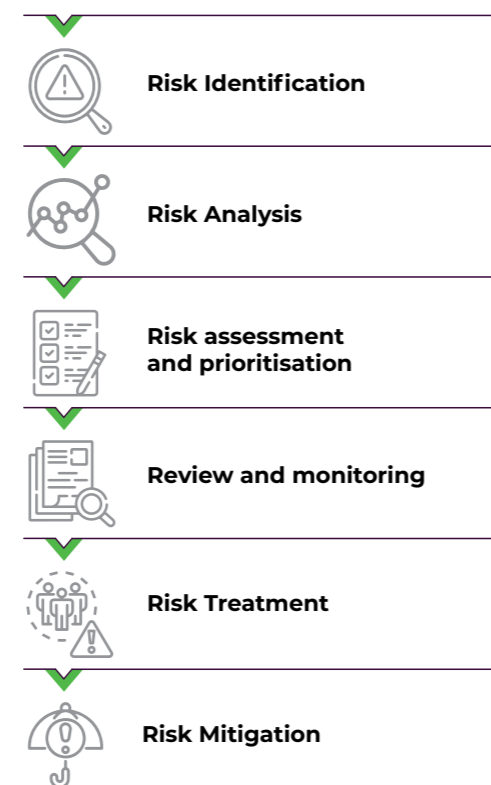 Risk Identification
Risk Analysis
Risk assessment
and prioritisation
Review and monitoring
Risk Treatment
Risk Mitigation